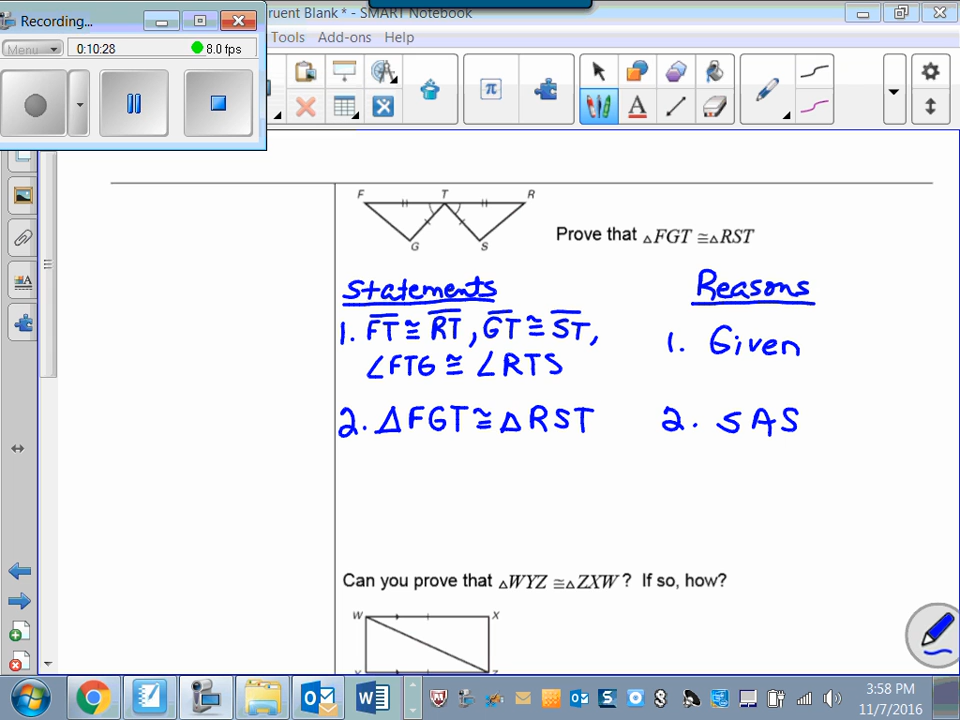 Recording...
ruent Blank * - SMART Notebook
Menu
0:10:28
8.0 fps
Tools Add-ons Help
π
A
F T R
G S
Prove that △FGT ≅△RST
Statements Reasons
1. FT ≅ RT, GT ≅ ST, 1. Given
∠FTG ≅ ∠RTS
2. △FGT ≅ △RST 2. SAS
Can you prove that △WYZ ≅△ZXW ? If so, how?
W X
3:58 PM
11/7/2016